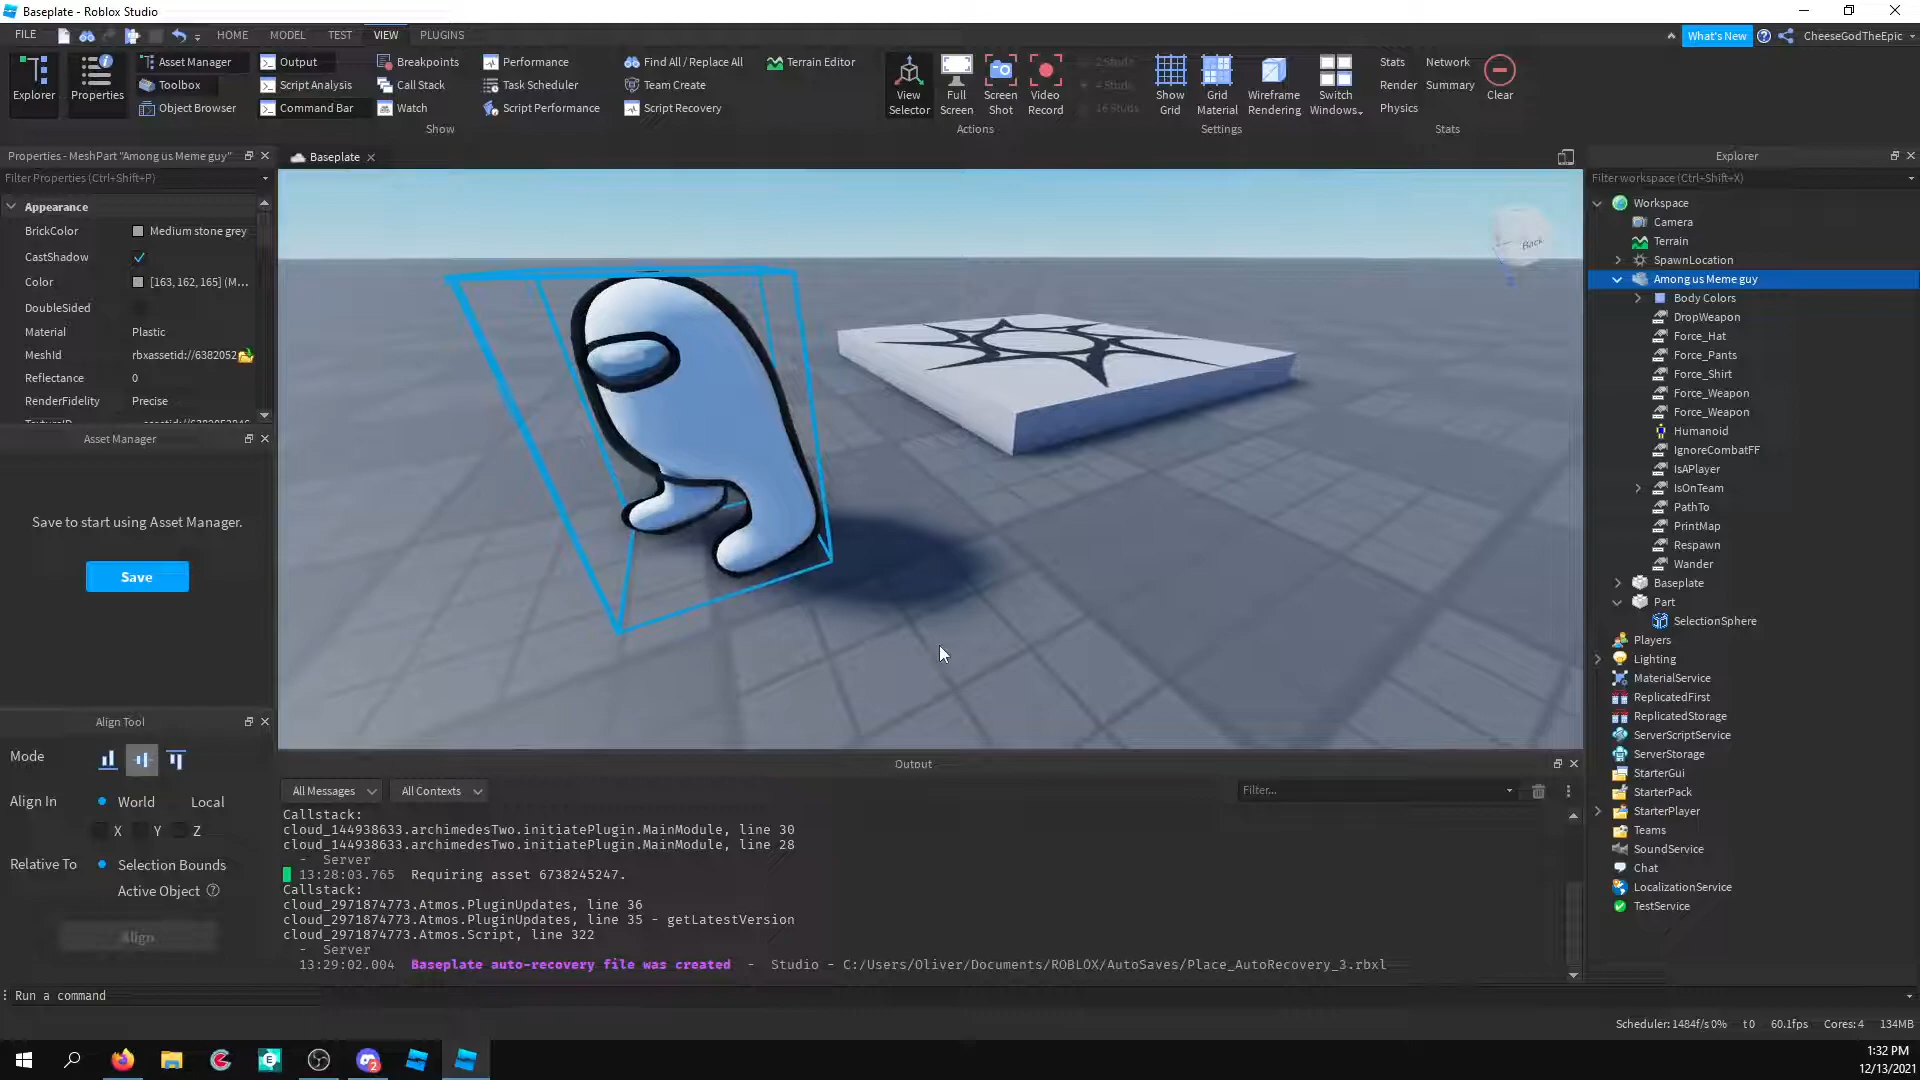 Baseplate - Roblox Studio
FILE HOME MODEL TEST VIEW PLUGINS What's New CheeseGodTheEpic
Explorer
Properties
Asset Manager
Toolbox
Object Browser
Output
Script Analysis
Command Bar
Breakpoints
Call Stack
Watch
Performance
Task Scheduler
Script Performance
Find All / Replace All
Team Create
Script Recovery
Terrain Editor
Show
View
Selector
Full
Screen
Screen
Shot
Video
Record
2 Studs
4 Studs
16 Studs
Actions
Show
Grid
Grid
Material
Wireframe
Rendering
Switch
Windows
Settings
Stats Network
Render Summary
Physics
Clear
Stats
Properties - MeshPart "Among us Meme guy"
Filter Properties (Ctrl+Shift+P)
Appearance
BrickColor Medium stone grey
CastShadow
Color [163, 162, 165] (M...
DoubleSided
Material Plastic
MeshId rbxassetid://6382052
Reflectance 0
RenderFidelity Precise
Asset Manager
Save to start using Asset Manager.
Save
Align Tool
Mode
Align In World Local
X Y Z
Relative To Selection Bounds
Active Object
Align
Baseplate
Back
Output
All Messages All Contexts Filter...
Callstack:
cloud_144938633.archimedesTwo.initiatePlugin.MainModule, line 30
cloud_144938633.archimedesTwo.initiatePlugin.MainModule, line 28
- Server
13:28:03.765 Requiring asset 6738245247.
Callstack:
cloud_2971874773.Atmos.PluginUpdates, line 36
cloud_2971874773.Atmos.PluginUpdates, line 35 - getLatestVersion
cloud_2971874773.Atmos.Script, line 322
- Server
13:29:02.004 Baseplate auto-recovery file was created - Studio - C:/Users/Oliver/Documents/ROBLOX/AutoSaves/Place_AutoRecovery_3.rbxl
Explorer
Filter workspace (Ctrl+Shift+X)
Workspace
Camera
Terrain
SpawnLocation
Among us Meme guy
Body Colors
DropWeapon
Force_Hat
Force_Pants
Force_Shirt
Force_Weapon
Force_Weapon
Humanoid
IgnoreCombatFF
IsAPlayer
IsOnTeam
PathTo
PrintMap
Respawn
Wander
Baseplate
Part
SelectionSphere
Players
Lighting
MaterialService
ReplicatedFirst
ReplicatedStorage
ServerScriptService
ServerStorage
StarterGui
StarterPack
StarterPlayer
Teams
SoundService
Chat
LocalizationService
TestService
Run a command
Scheduler: 1484f/s 0% t 0 60.1fps Cores: 4 134MB
1:32 PM
12/13/2021